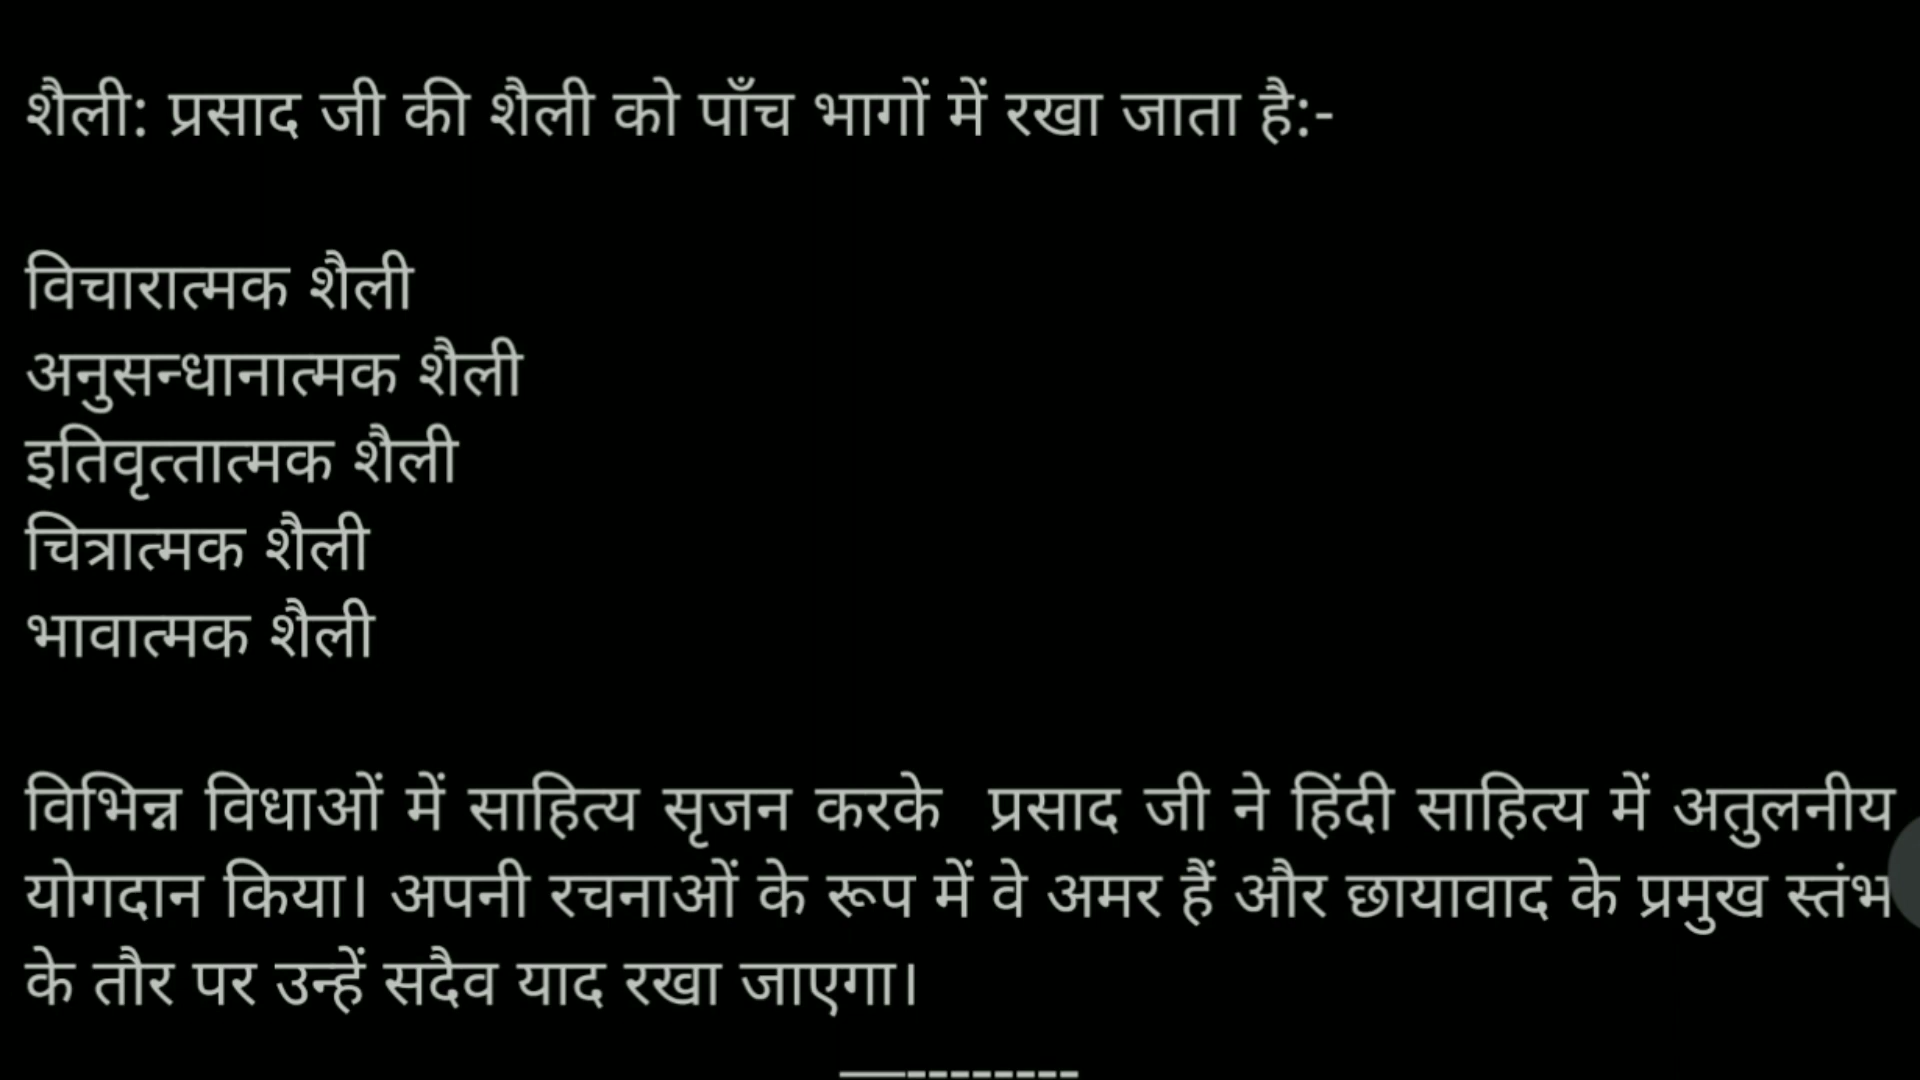 शैली: प्रसाद जी की शैली को पाँच भागों में रखा जाता है:-
विचारात्मक शैली
अनुसन्धानात्मक शैली
इतिवृत्तात्मक शैली
चित्रात्मक शैली
भावात्मक शैली
विभिन्न विधाओं में साहित्य सृजन करके प्रसाद जी ने हिंदी साहित्य में अतुलनीय
योगदान किया। अपनी रचनाओं के रूप में वे अमर हैं और छायावाद के प्रमुख स्तंभ
के तौर पर उन्हें सदैव याद रखा जाएगा।